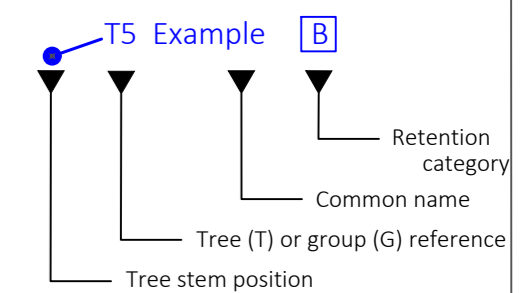 T5 Example B
Retention
category
Common name
Tree (T) or group (G) reference
Tree stem position